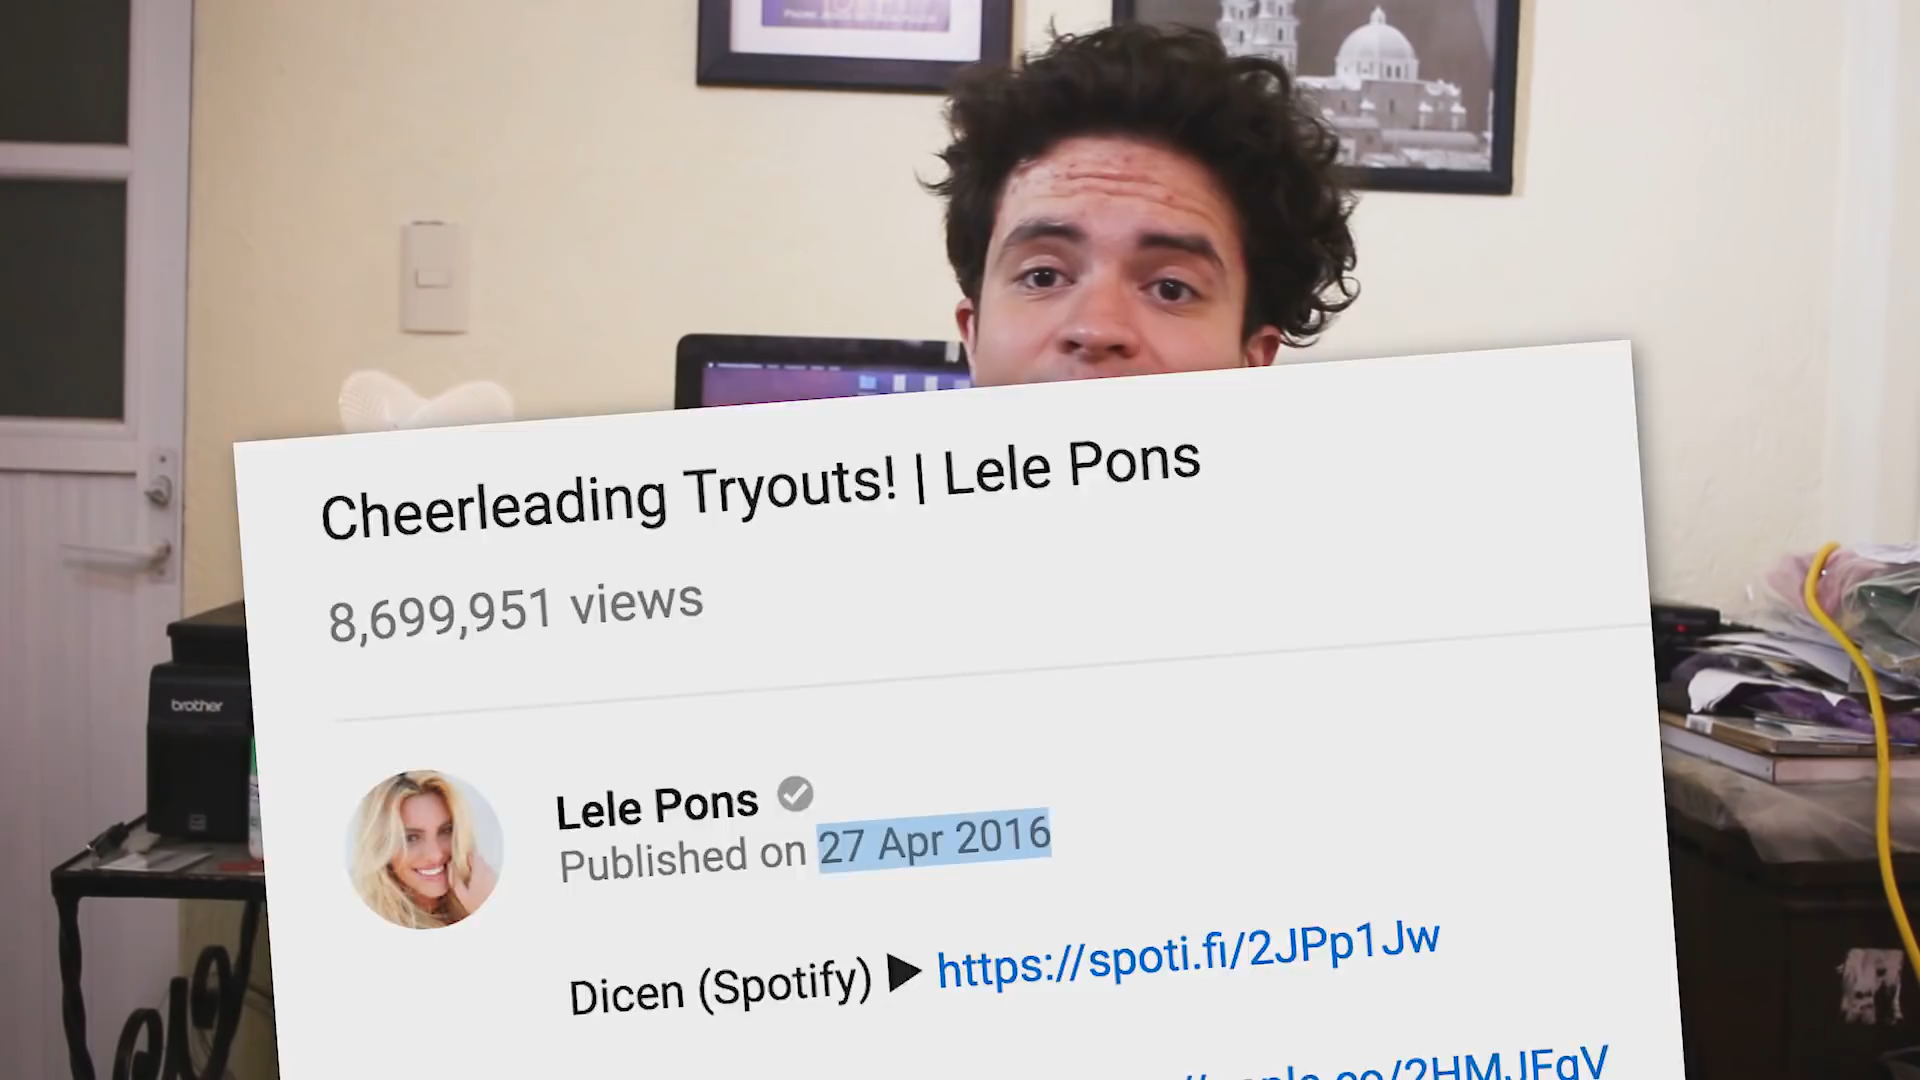 Cheerleading Tryouts! | Lele Pons
8,699,951 views
brother
Lele Pons
Published on 27 Apr 2016
Dicen (Spotify) ▶ https://spoti.fi/2JPp1Jw